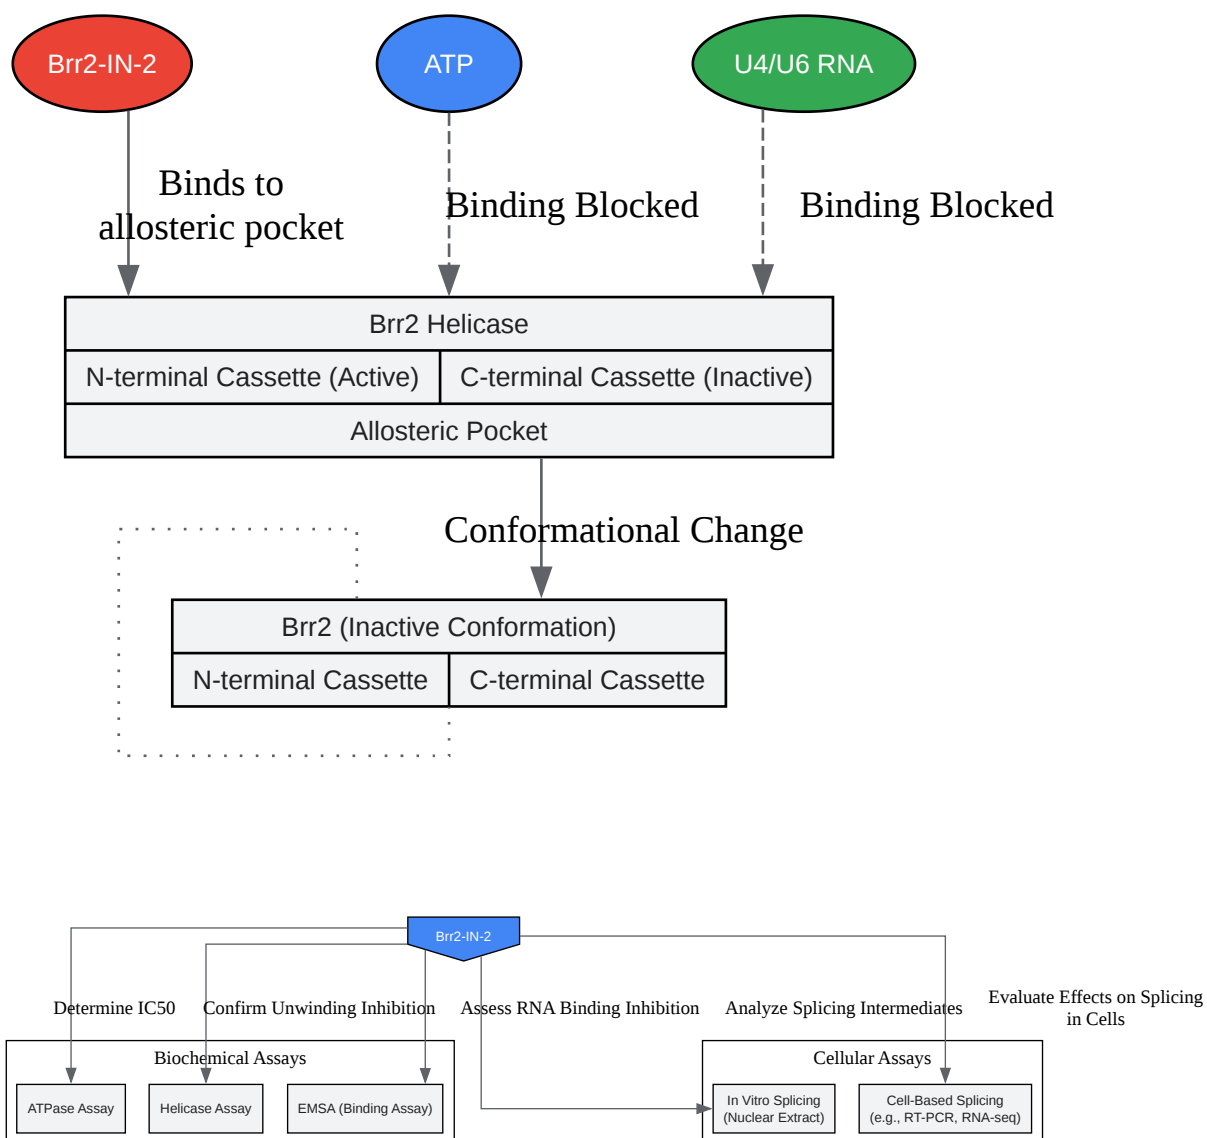 Brr2-IN-2
ATP
U4/U6 RNA
Binds to
allosteric pocket
Binding Blocked
Binding Blocked
Brr2 Helicase
N-terminal Cassette (Active)
C-terminal Cassette (Inactive)
Allosteric Pocket
Conformational Change
Brr2 (Inactive Conformation)
N-terminal Cassette
C-terminal Cassette
Brr2-IN-2
Determine IC50
Confirm Unwinding Inhibition
Assess RNA Binding Inhibition
Analyze Splicing Intermediates
Evaluate Effects on Splicing
in Cells
Biochemical Assays
ATPase Assay
Helicase Assay
EMSA (Binding Assay)
Cellular Assays
In Vitro Splicing
(Nuclear Extract)
Cell-Based Splicing
(e.g., RT-PCR, RNA-seq)